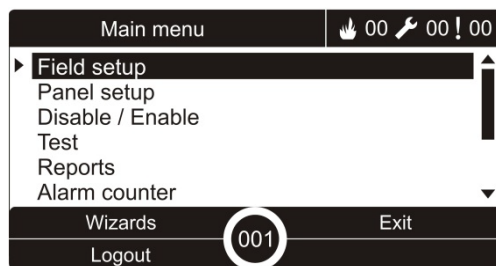 Main menu 00 00 ! 00
Field setup
Panel setup
Disable / Enable
Test
Reports
Alarm counter
Wizards Exit
001
Logout